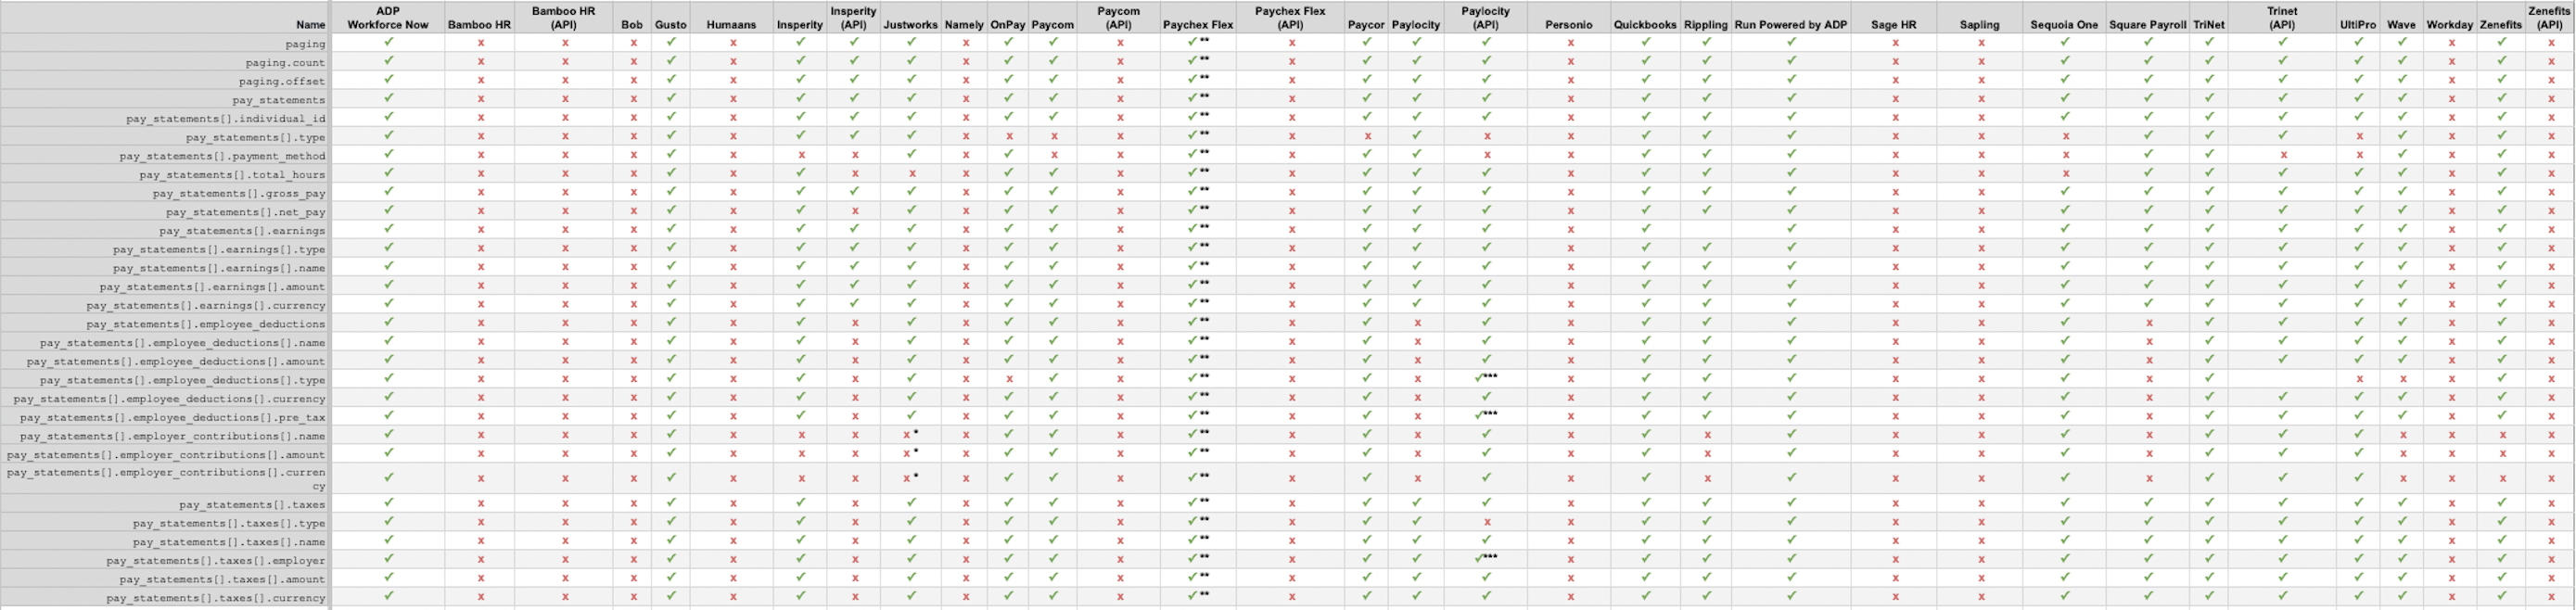 ADP Bamboo HR Insperity Paycom Paychex Flex Paylocity Trinet Zenefits
Name Workforce Now Bamboo HR (API) Bob Gusto Humaans Insperity (API) Justworks Namely OnPay Paycom (API) Paychex Flex (API) Paycor Paylocity (API) Personio Quickbooks Rippling Run Powered by ADP Sage HR Sapling Sequoia One Square Payroll TriNet (API) UltiPro Wave Workday Zenefits (API)
paging ✓ x x x ✓ x ✓ ✓ ✓ x ✓ ✓ x ✓** x ✓ ✓ ✓ x ✓ ✓ ✓ x x ✓ ✓ ✓ ✓ ✓ ✓ x ✓ x
paging.count ✓ x x x ✓ x ✓ ✓ ✓ x ✓ ✓ x ✓** x ✓ ✓ ✓ x ✓ ✓ ✓ x x ✓ ✓ ✓ ✓ ✓ ✓ x ✓ x
paging.offset ✓ x x x ✓ x ✓ ✓ ✓ x ✓ ✓ x ✓** x ✓ ✓ ✓ x ✓ ✓ ✓ x x ✓ ✓ ✓ ✓ ✓ ✓ x ✓ x
pay_statements ✓ x x x ✓ x ✓ ✓ ✓ x ✓ ✓ x ✓** x ✓ ✓ ✓ x ✓ ✓ ✓ x x ✓ ✓ ✓ ✓ ✓ ✓ x ✓ x
pay_statements[].individual_id ✓ x x x ✓ x ✓ ✓ ✓ x ✓ ✓ x ✓** x ✓ ✓ ✓ x ✓ ✓ ✓ x x ✓ ✓ ✓ ✓ ✓ ✓ x ✓ x
pay_statements[].type ✓ x x x ✓ x ✓ ✓ ✓ x x x x ✓** x x ✓ x x ✓ ✓ ✓ x x x ✓ ✓ ✓ x ✓ x ✓ x
pay_statements[].payment_method ✓ x x x ✓ x x x ✓ x ✓ x x ✓** x ✓ ✓ x x ✓ ✓ ✓ x x x ✓ ✓ x x ✓ x ✓ x
pay_statements[].total_hours ✓ x x x ✓ x ✓ x x x ✓ ✓ x ✓** x ✓ ✓ ✓ x ✓ ✓ ✓ x x x ✓ ✓ ✓ ✓ ✓ x ✓ x
pay_statements[].gross_pay ✓ x x x ✓ x ✓ ✓ ✓ x ✓ ✓ x ✓** x ✓ ✓ ✓ x ✓ ✓ ✓ x x ✓ ✓ ✓ ✓ ✓ ✓ x ✓ x
pay_statements[].net_pay ✓ x x x ✓ x ✓ x ✓ x ✓ ✓ x ✓** x ✓ ✓ ✓ x ✓ ✓ ✓ x x ✓ ✓ ✓ ✓ ✓ ✓ x ✓ x
pay_statements[].earnings ✓ x x x ✓ x ✓ ✓ ✓ x ✓ ✓ x ✓** x ✓ ✓ ✓ x ✓ ✓ x x ✓ ✓ ✓ ✓ ✓ ✓ x ✓ x
pay_statements[].earnings[].type ✓ x x x ✓ x ✓ ✓ ✓ x ✓ ✓ x ✓** x ✓ ✓ ✓ x ✓ ✓ ✓ x x ✓ ✓ ✓ ✓ ✓ ✓ x ✓ x
pay_statements[].earnings[].name ✓ x x x ✓ x ✓ ✓ ✓ x ✓ ✓ x ✓** x ✓ ✓ ✓ x ✓ ✓ ✓ x x ✓ ✓ ✓ ✓ ✓ ✓ x ✓ x
pay_statements[].earnings[].amount ✓ x x x ✓ x ✓ ✓ ✓ x ✓ ✓ x ✓** x ✓ ✓ ✓ x ✓ ✓ ✓ x x ✓ ✓ ✓ ✓ ✓ ✓ x ✓ x
pay_statements[].earnings[].currency ✓ x x x ✓ x ✓ ✓ ✓ x ✓ ✓ x ✓** x ✓ ✓ ✓ x ✓ ✓ ✓ x x ✓ ✓ ✓ ✓ ✓ ✓ x ✓ x
pay_statements[].employee_deductions ✓ x x x ✓ x ✓ x ✓ x ✓ ✓ x ✓** x ✓ x ✓ x ✓ ✓ ✓ x x ✓ x ✓ ✓ ✓ ✓ x ✓ x
pay_statements[].employee_deductions[].name ✓ x x x ✓ x ✓ x ✓ x ✓ ✓ x ✓** x ✓ x ✓ x ✓ ✓ ✓ x x ✓ x ✓ ✓ ✓ ✓ x ✓ x
pay_statements[].employee_deductions[].amount ✓ x x x ✓ x ✓ x ✓ x ✓ ✓ x ✓** x ✓ x ✓ x ✓ ✓ ✓ x x ✓ x ✓ ✓ ✓ ✓ x ✓ x
pay_statements[].employee_deductions[].type ✓ x x x ✓ x ✓ x ✓ x x ✓ x ✓** x ✓ x ✓*** x ✓ ✓ ✓ x x ✓ x ✓ x x x ✓ x
pay_statements[].employee_deductions[].currency ✓ x x x ✓ x ✓ x ✓ x ✓ ✓ x ✓** x ✓ x ✓ x ✓ ✓ ✓ x x ✓ x ✓ ✓ ✓ ✓ x ✓ x
pay_statements[].employee_deductions[].pre_tax ✓ x x x ✓ x ✓ x ✓ x ✓ ✓ x ✓** x ✓ x ✓*** x ✓ ✓ ✓ x x ✓ x ✓ ✓ ✓ ✓ x ✓ x
pay_statements[].employer_contributions[].name ✓ x x x ✓ x x x x * x ✓ ✓ x ✓** x ✓ x ✓ x ✓ x ✓ x x ✓ x ✓ ✓ ✓ x x x x
pay_statements[].employer_contributions[].amount ✓ x x x ✓ x x x x * x ✓ ✓ x ✓** x ✓ x ✓ x ✓ x ✓ x x ✓ x ✓ ✓ ✓ x x x x
pay_statements[].employer_contributions[].curren
cy ✓ x x x ✓ x x x x * x ✓ ✓ x ✓** x ✓ x ✓ x ✓ x ✓ x x ✓ x ✓ ✓ ✓ x x x x
pay_statements[].taxes ✓ x x x ✓ x ✓ x ✓ x ✓ ✓ x ✓** x ✓ ✓ ✓ x ✓ ✓ ✓ x x ✓ ✓ ✓ ✓ ✓ ✓ x ✓ x
pay_statements[].taxes[].type ✓ x x x ✓ x ✓ x ✓ x ✓ ✓ x ✓** x ✓ ✓ x x ✓ ✓ ✓ x x ✓ ✓ ✓ ✓ ✓ ✓ x ✓ x
pay_statements[].taxes[].name ✓ x x x ✓ x ✓ x ✓ x ✓ ✓ x ✓** x ✓ ✓ ✓ x ✓ ✓ ✓ x x ✓ ✓ ✓ ✓ ✓ ✓ x ✓ x
pay_statements[].taxes[].employer ✓ x x x ✓ x ✓ x ✓ x ✓ ✓ x ✓** x ✓ ✓ ✓*** x ✓ ✓ ✓ x x ✓ ✓ ✓ ✓ ✓ ✓ x ✓ x
pay_statements[].taxes[].amount ✓ x x x ✓ x ✓ x ✓ x ✓ ✓ x ✓** x ✓ ✓ ✓ x ✓ ✓ ✓ x x ✓ ✓ ✓ ✓ ✓ ✓ x ✓ x
pay_statements[].taxes[].currency ✓ x x x ✓ x ✓ x ✓ x ✓ ✓ x ✓** x ✓ ✓ ✓ x ✓ ✓ ✓ x x ✓ ✓ ✓ ✓ ✓ ✓ x ✓ x